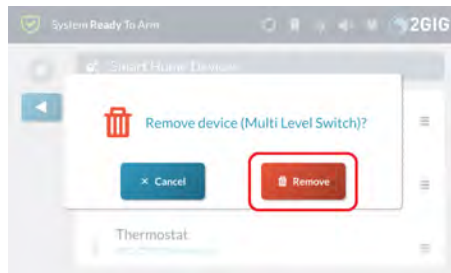 System Ready To Arm
2GIG
Smart Home Devices
Remove device (Multi Level Switch)?
× Cancel
Remove
Thermostat